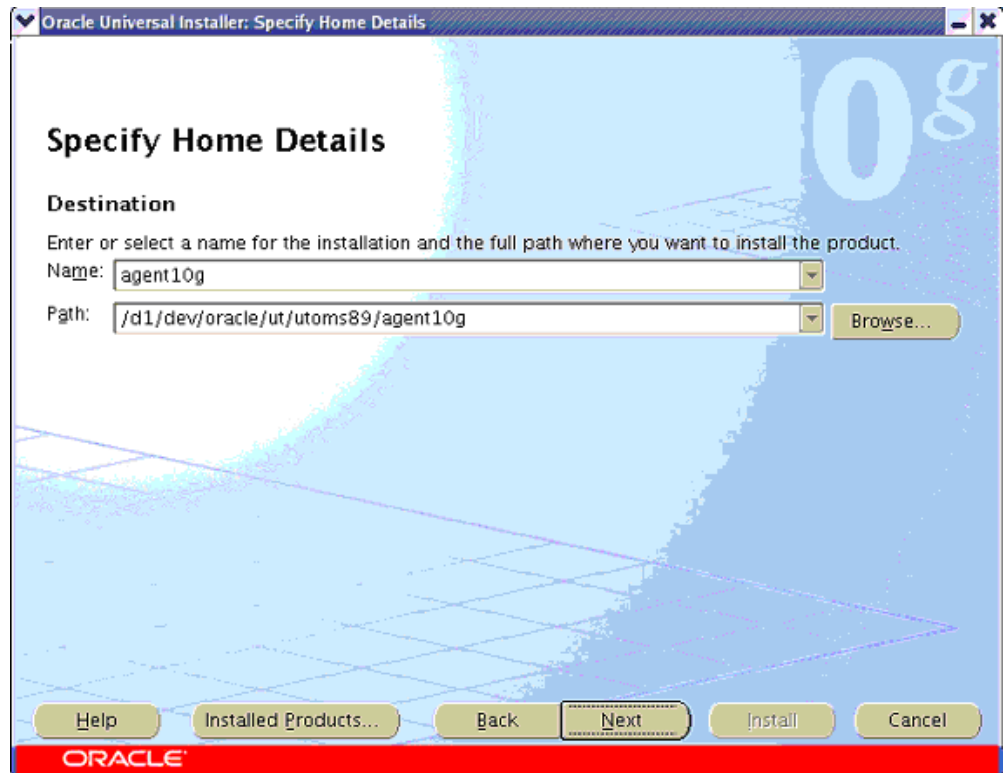 Oracle Universal Installer: Specify Home Details
0g
Specify Home Details
Destination
Enter or select a name for the installation and the full path where you want to install the product.
Name: agent10g
Path: /d1/dev/oracle/ut/utoms89/agent10g Browse...
Help Installed Products... Back Next Install Cancel
ORACLE